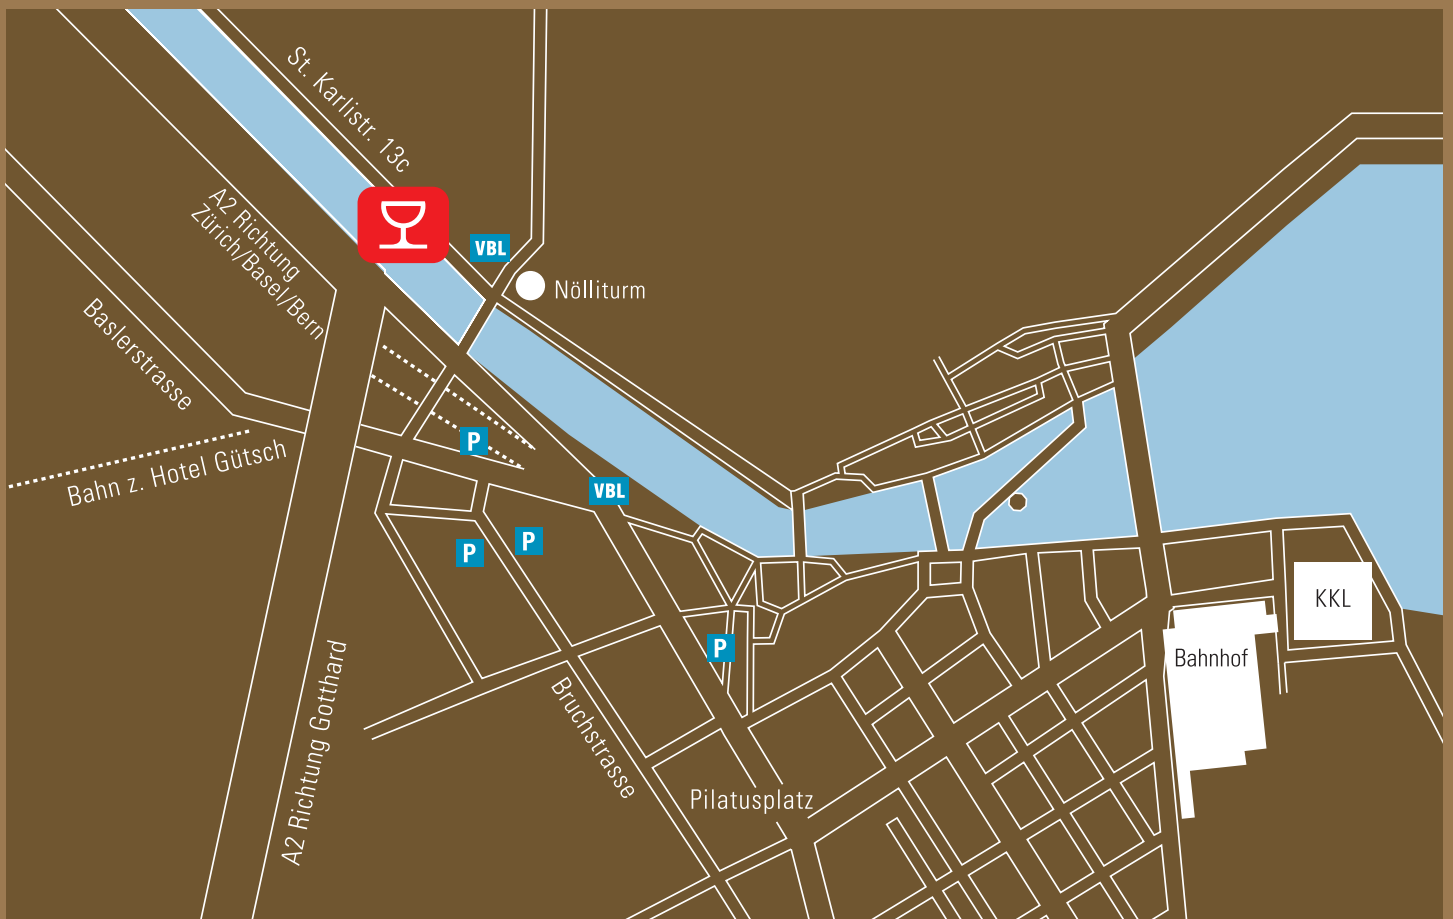 St. Karlistr. 13c
A2 Richtung
Zürich/Basel/Bern
VBL
Nölliturm
Baslerstrasse
P
Bahn z. Hotel Gütsch
VBL
P
P
KKL
P
Bahnhof
A2 Richtung Gotthard
Bruchstrasse
Pilatusplatz